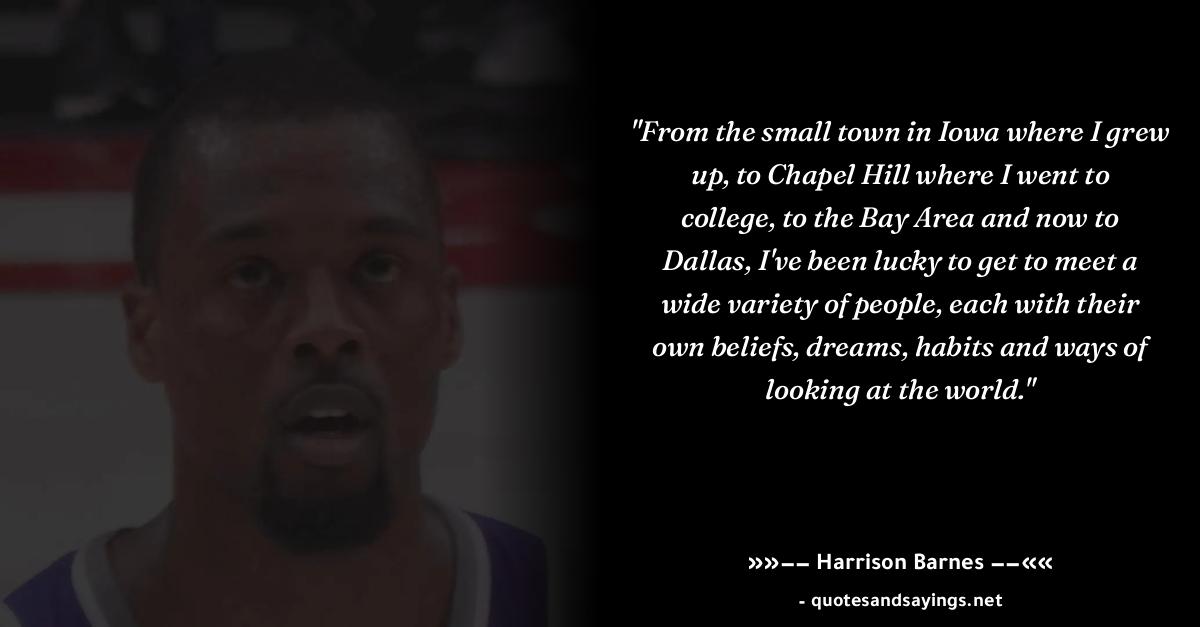 "From the small town in Iowa where I grew
up, to Chapel Hill where I went to
college, to the Bay Area and now to
Dallas, I've been lucky to get to meet a
wide variety of people, each with their
own beliefs, dreams, habits and ways of
looking at the world."
»»–– Harrison Barnes ––««
- quotesandsayings.net